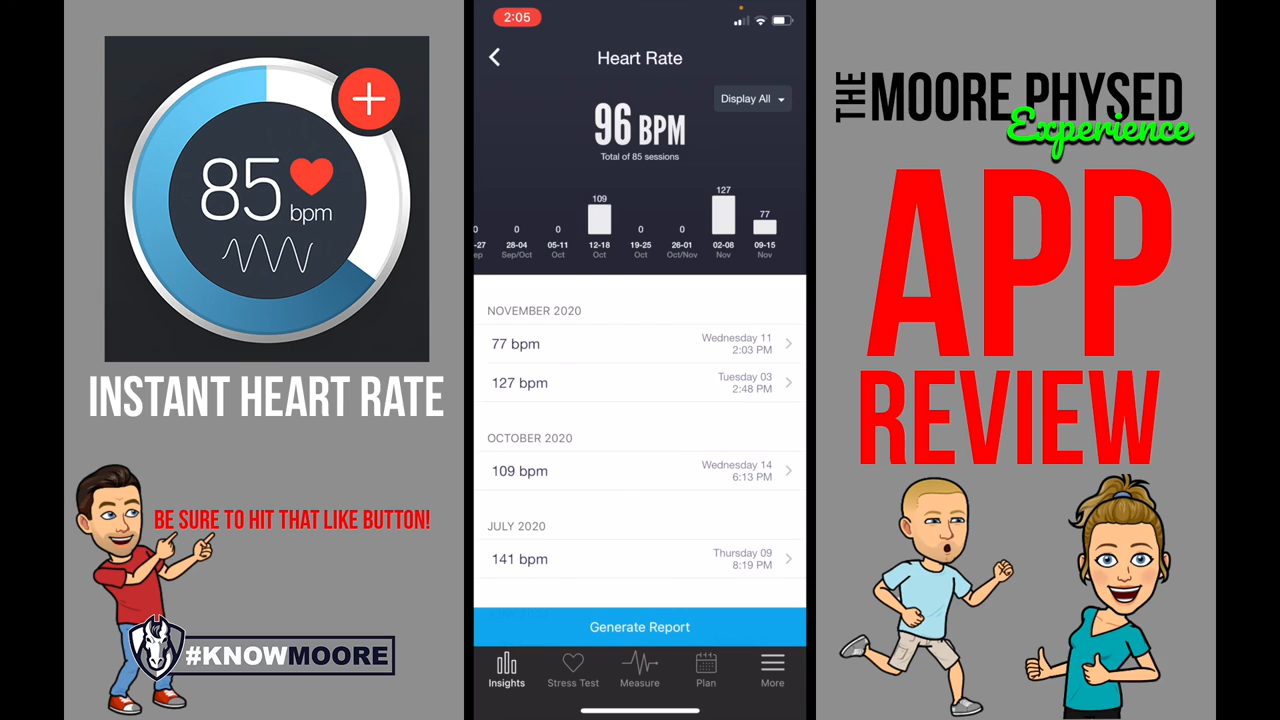 85
bpm
INSTANT HEART RATE
BE SURE TO HIT THAT LIKE BUTTON!
#KNOWMOORE
2:05
Heart Rate
Display All
96 BPM
Total of 85 sessions
0 0 0 109 0 0 127 77
-27 28-04 05-11 12-18 19-25 26-01 02-08 09-15
ep Sep/Oct Oct Oct Oct Oct/Nov Nov Nov
NOVEMBER 2020
77 bpm
Wednesday 11
2:03 PM
127 bpm
Tuesday 03
2:48 PM
OCTOBER 2020
109 bpm
Wednesday 14
6:13 PM
JULY 2020
141 bpm
Thursday 09
8:19 PM
Generate Report
Insights Stress Test Measure Plan More
THE MOORE PHYSED
Experience
APP
REVIEW